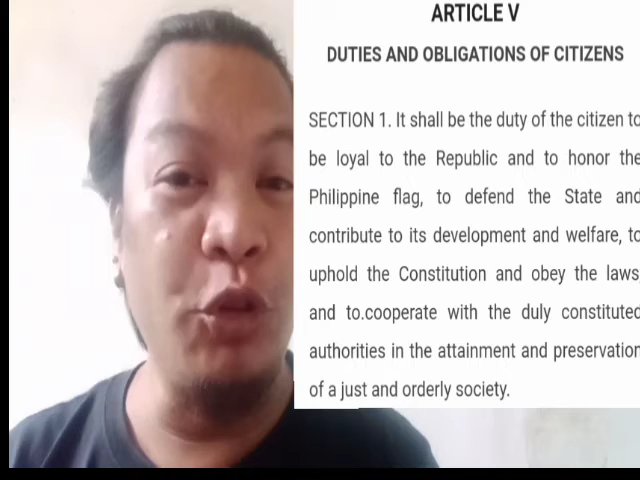 ARTICLE V
DUTIES AND OBLIGATIONS OF CITIZENS
SECTION 1. It shall be the duty of the citizen to
be loyal to the Republic and to honor the
Philippine flag, to defend the State and
contribute to its development and welfare, to
uphold the Constitution and obey the laws
and to.cooperate with the duly constituted
authorities in the attainment and preservation
of a just and orderly society.